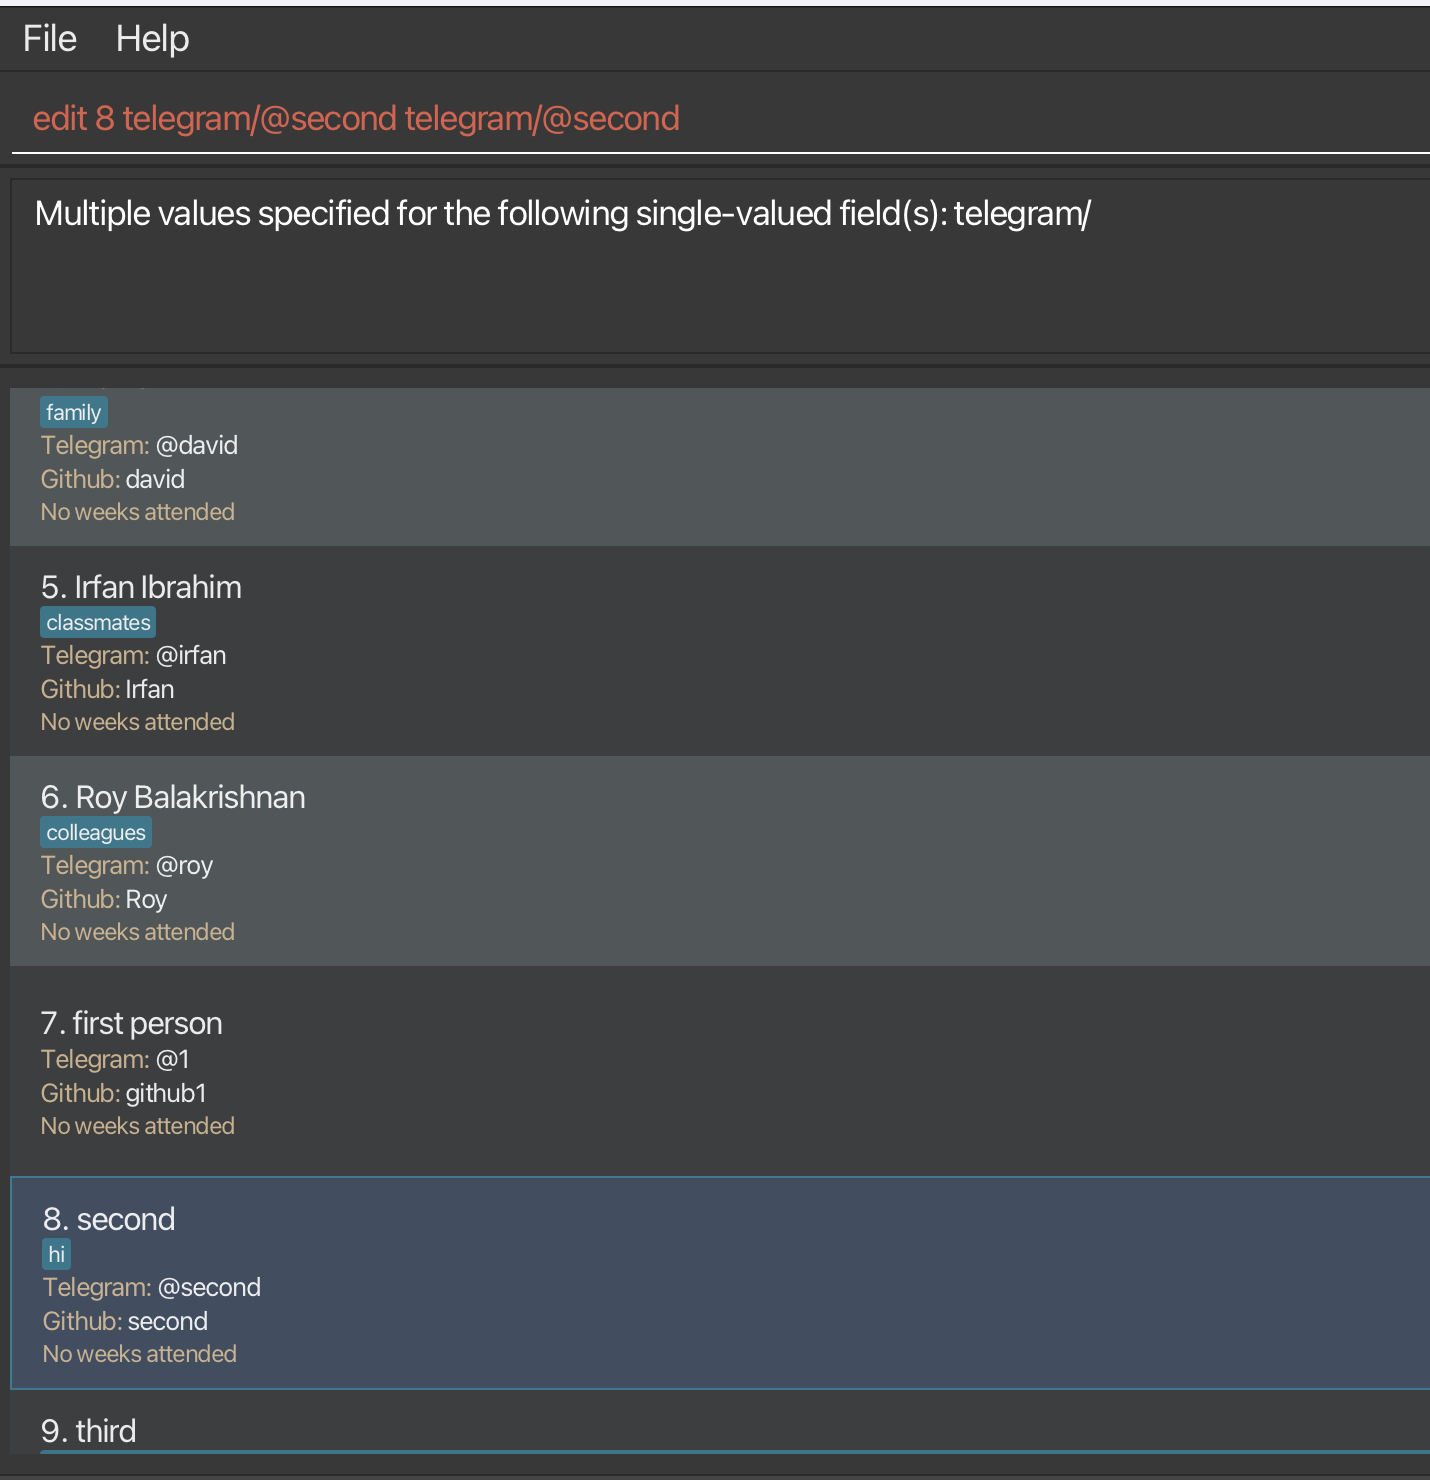 File Help
edit 8 telegram/@second telegram/@second
Multiple values specified for the following single-valued field(s): telegram/
family
Telegram: @david
Github: david
No weeks attended
5. Irfan Ibrahim
classmates
Telegram: @irfan
Github: Irfan
No weeks attended
6. Roy Balakrishnan
colleagues
Telegram: @roy
Github: Roy
No weeks attended
7. first person
Telegram: @1
Github: github1
No weeks attended
8. second
hi
Telegram: @second
Github: second
No weeks attended
9. third